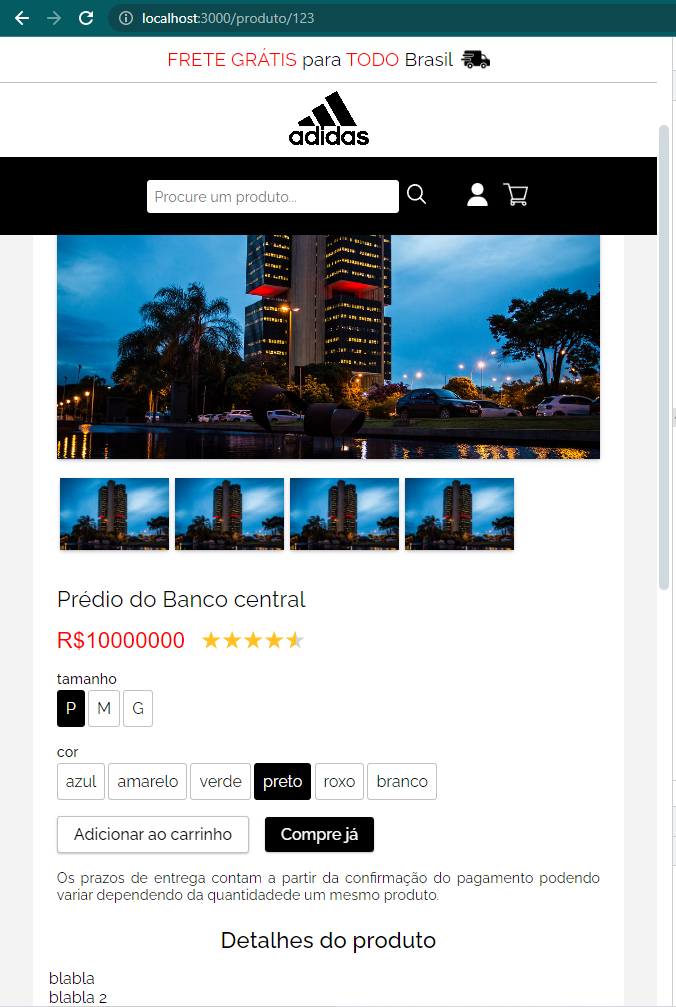 localhost:3000/produto/123
FRETE GRÁTIS para TODO Brasil
adidas
Procure um produto...
Prédio do Banco central
R$10000000
tamanho
P M G
cor
azul amarelo verde preto roxo branco
Adicionar ao carrinho Compre já
Os prazos de entrega contam a partir da confirmação do pagamento podendo
variar dependendo da quantidadede um mesmo produto.
Detalhes do produto
blabla
blabla 2